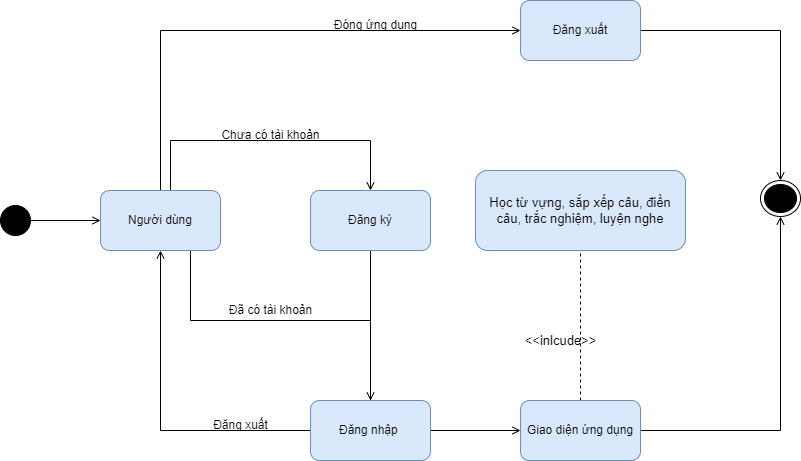 Đóng ứng dung
Đăng xuất
Chưa có tài khoản
Người dùng
Đăng ký
Học từ vựng, sắp xếp câu, điền
câu, trắc nghiệm, luyện nghe
Đã có tài khoản
<<inlcude>>
Đăng xuất
Đăng nhập
Giao diện ứng dụng